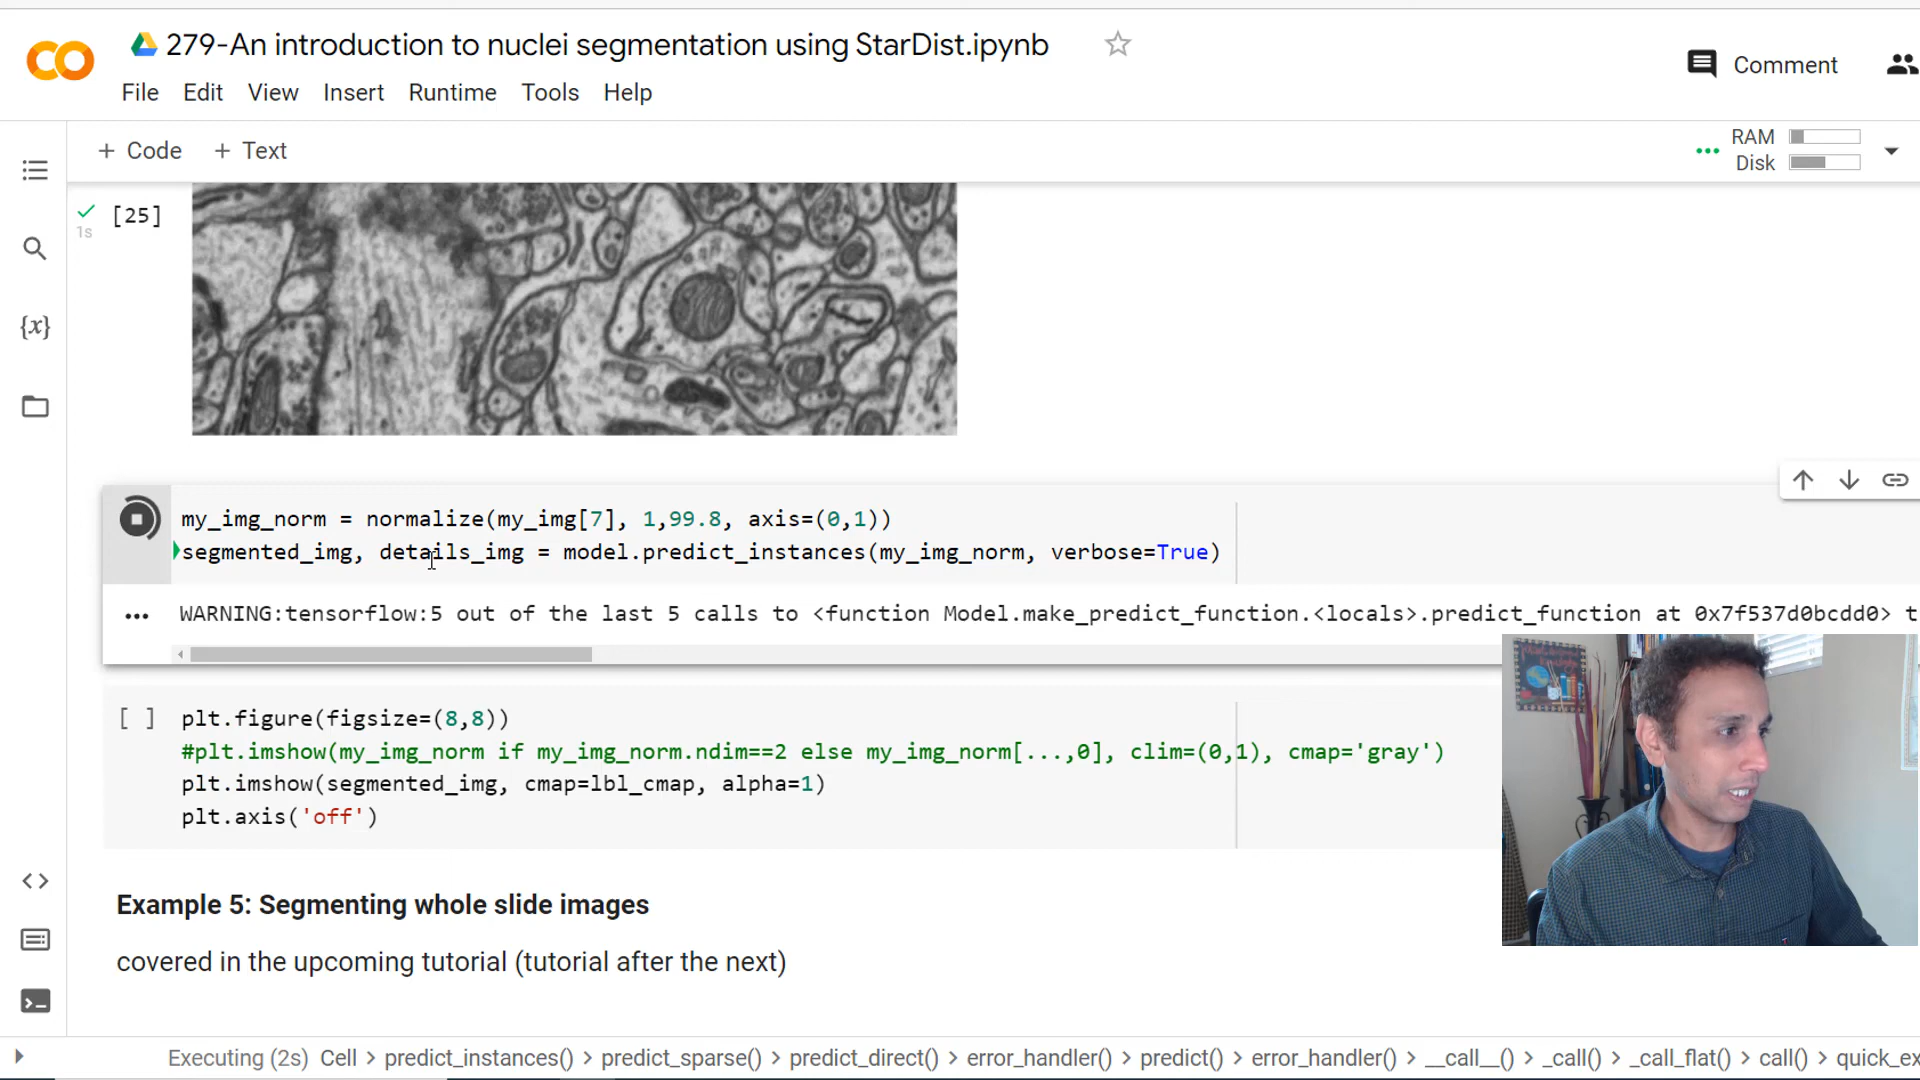 279-An introduction to nuclei segmentation using StarDist.ipynb
Comment
File Edit View Insert Runtime Tools Help
+ Code + Text
RAM
Disk
[25]
1s
{x}
my_img_norm = normalize(my_img[7], 1,99.8, axis=(0,1))
segmented_img, details_img = model.predict_instances(my_img_norm, verbose=True)
WARNING:tensorflow:5 out of the last 5 calls to <function Model.make_predict_function.<locals>.predict_function at 0x7f537d0bcdd0> t
[ ] plt.figure(figsize=(8,8))
#plt.imshow(my_img_norm if my_img_norm.ndim==2 else my_img_norm[...,0], clim=(0,1), cmap='gray')
plt.imshow(segmented_img, cmap=lbl_cmap, alpha=1)
plt.axis('off')
Example 5: Segmenting whole slide images
covered in the upcoming tutorial (tutorial after the next)
Executing (2s) Cell > predict_instances() > predict_sparse() > predict_direct() > error_handler() > predict() > error_handler() > __call__() > _call() > _call_flat() > call() > quick_ex